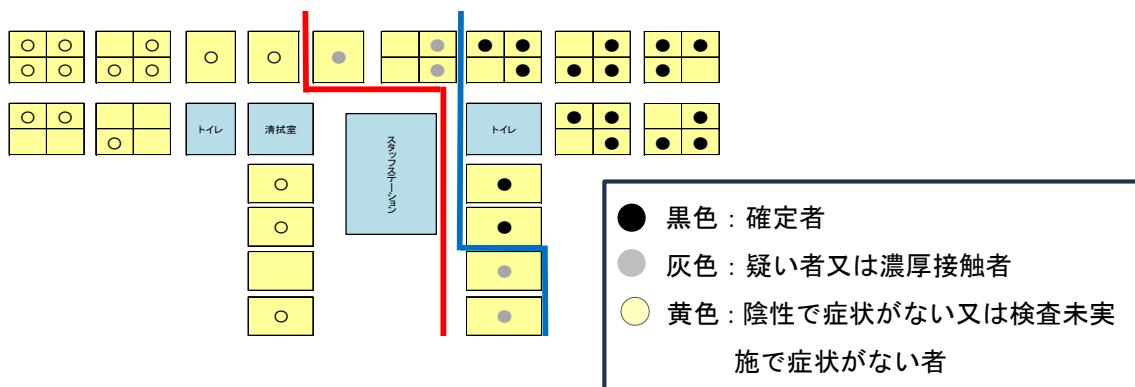 トイレ
清拭室
スタッフステーション
トイレ
黒色：確定者
灰色：疑い者又は濃厚接触者
黄色：陰性で症状がない又は検査未実
施で症状がない者